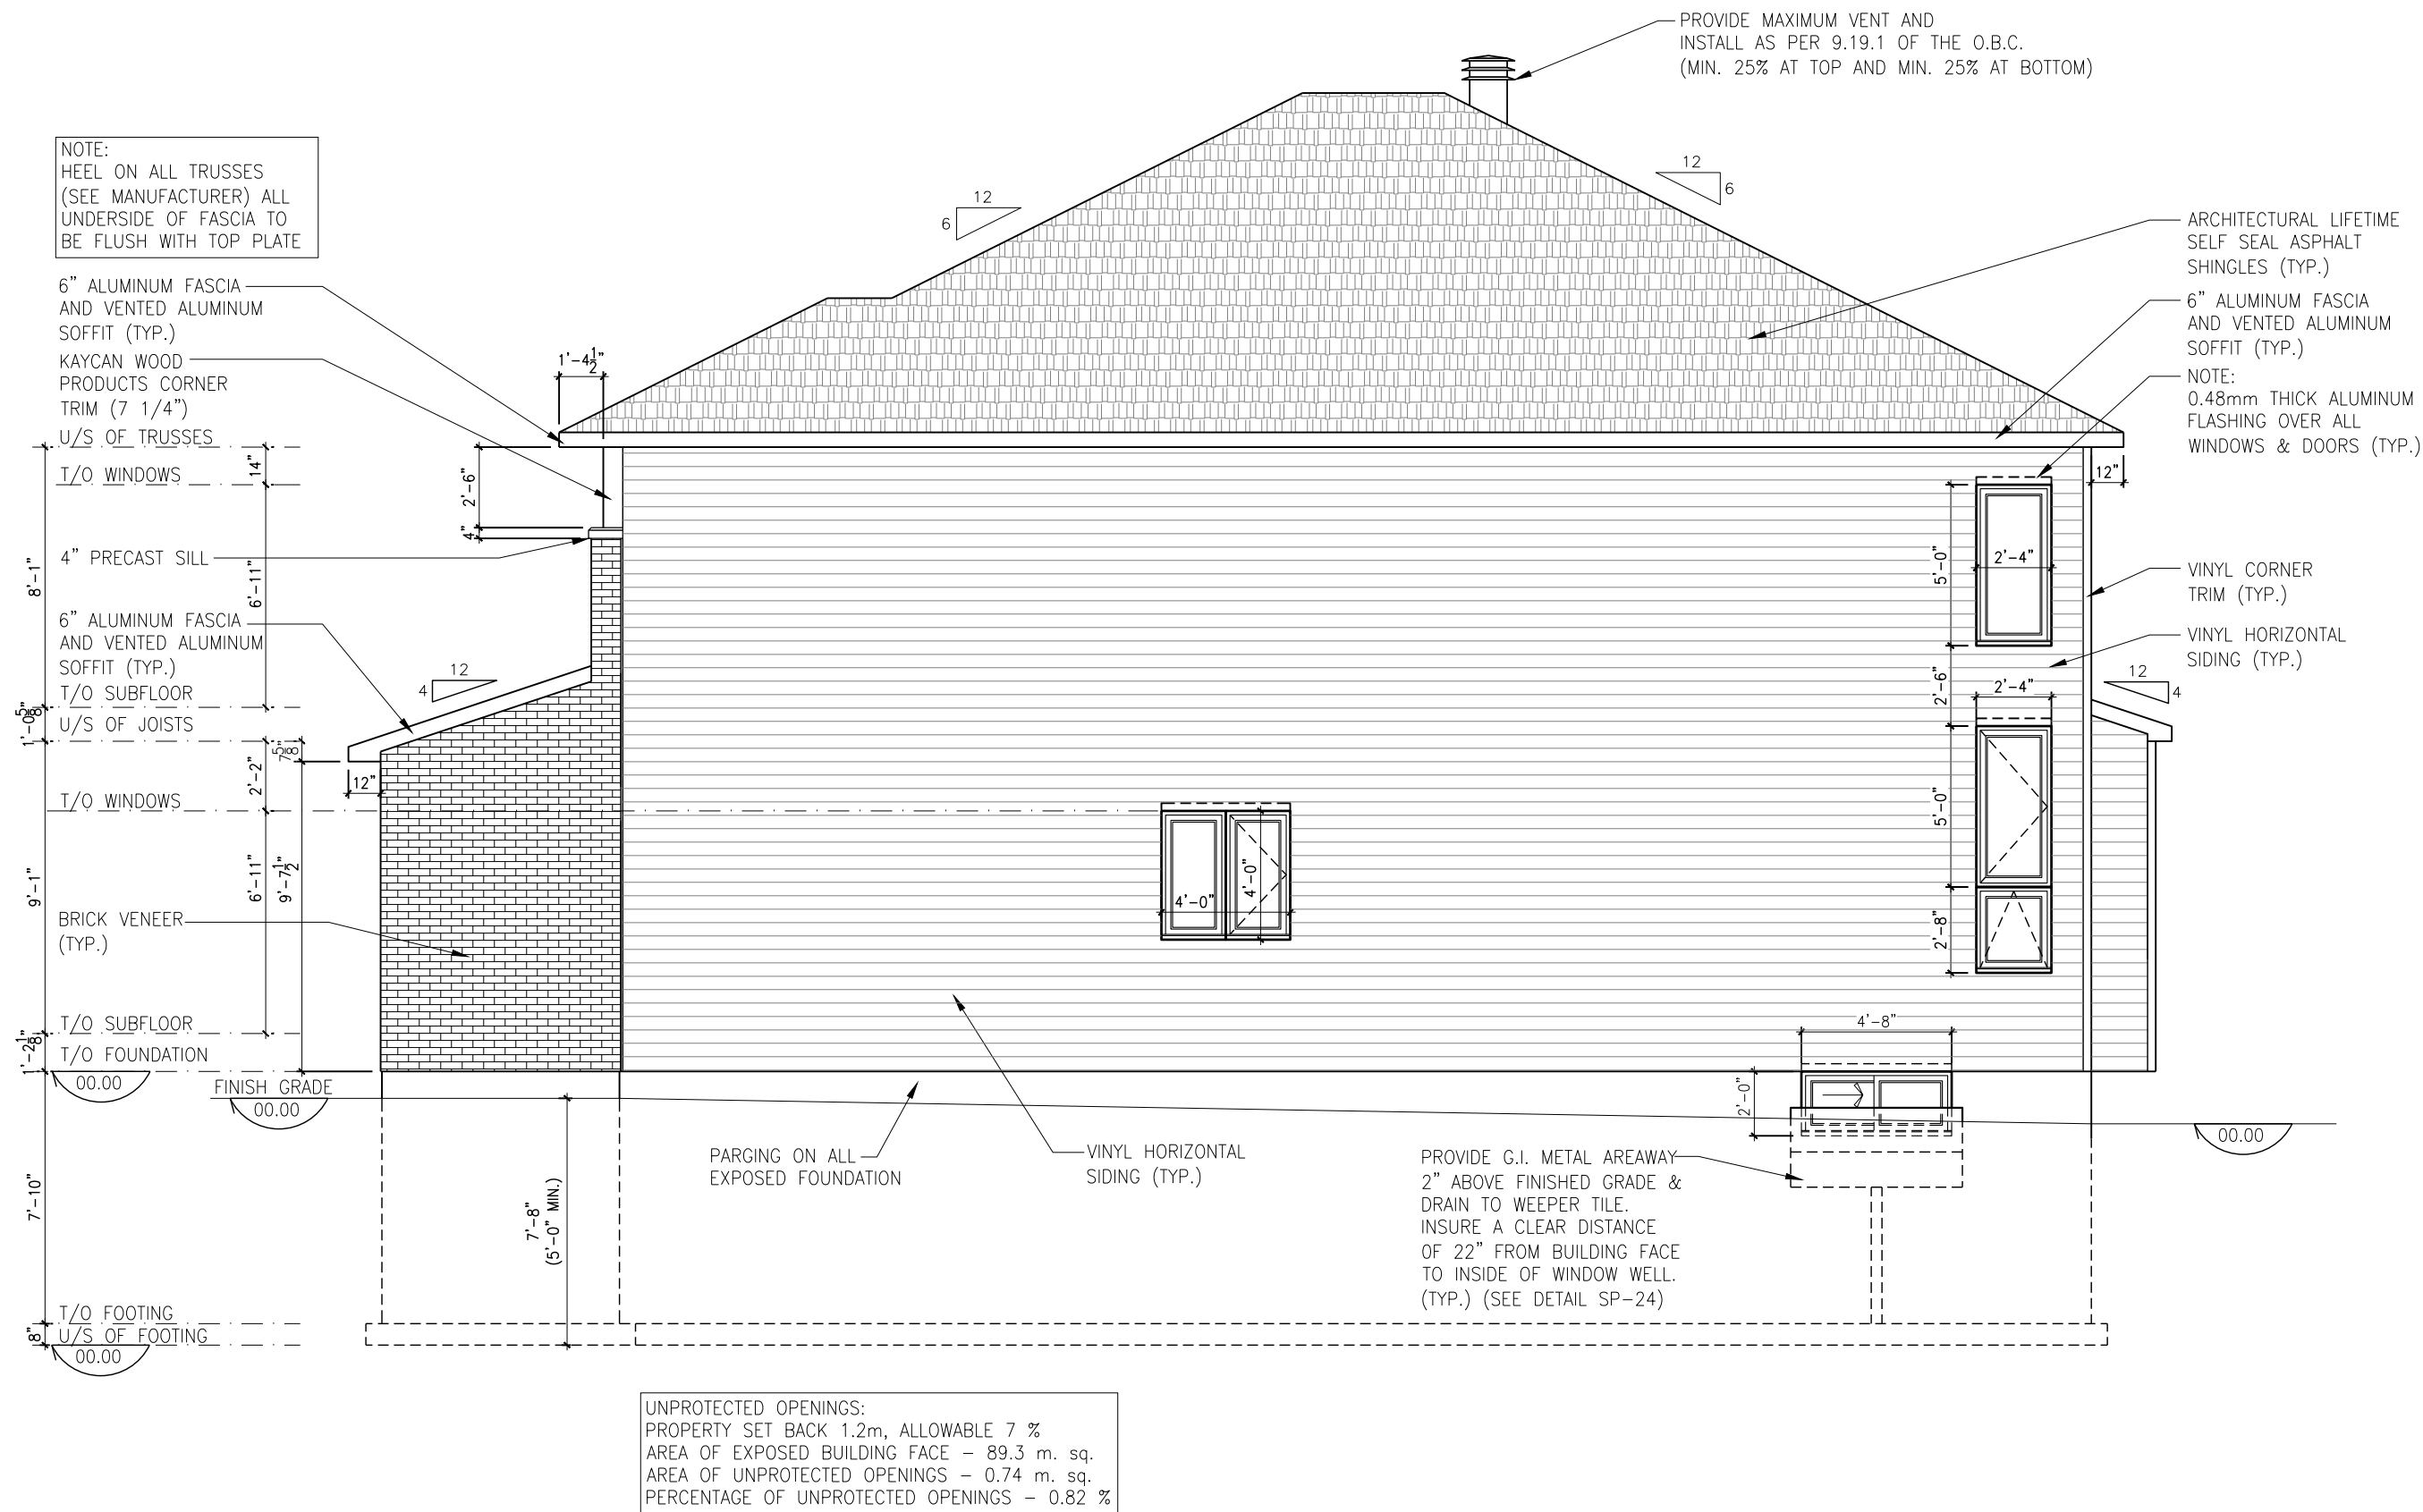 PROVIDE MAXIMUM VENT AND
INSTALL AS PER 9.19.1 OF THE O.B.C.
(MIN. 25% AT TOP AND MIN. 25% AT BOTTOM)
NOTE:
HEEL ON ALL TRUSSES
(SEE MANUFACTURER) ALL
UNDERSIDE OF FASCIA TO
BE FLUSH WITH TOP PLATE
12
6
12
6
6" ALUMINUM FASCIA
AND VENTED ALUMINUM
SOFFIT (TYP.)
KAYCAN WOOD
PRODUCTS CORNER
TRIM (7 1/4")
U/S OF TRUSSES
T/O WINDOWS
4" PRECAST SILL
6" ALUMINUM FASCIA
AND VENTED ALUMINUM
SOFFIT (TYP.)
T/O SUBFLOOR
U/S OF JOISTS
T/O WINDOWS
BRICK VENEER
(TYP.)
T/O SUBFLOOR
T/O FOUNDATION
00.00
FINISH GRADE
00.00
T/O FOOTING
U/S OF FOOTING
00.00
8'-1"
1'-0 5/8"
9'-1"
1'-2 1/8"
7'-10"
8"
14"
6'-11"
2'-2"
6'-11"
7 5/8"
9'-7 1/2"
1'-4 1/2"
2'-6"
4"
12
4
12"
ARCHITECTURAL LIFETIME
SELF SEAL ASPHALT
SHINGLES (TYP.)
6" ALUMINUM FASCIA
AND VENTED ALUMINUM
SOFFIT (TYP.)
NOTE:
0.48mm THICK ALUMINUM
FLASHING OVER ALL
WINDOWS & DOORS (TYP.)
12"
5'-0"
2'-4"
VINYL CORNER
TRIM (TYP.)
VINYL HORIZONTAL
SIDING (TYP.)
2'-6"
2'-4"
12
4
5'-0"
2'-8"
4'-0"
4'-0"
4'-8"
2'-0"
00.00
7'-8"
(5'-0" MIN.)
PARGING ON ALL
EXPOSED FOUNDATION
VINYL HORIZONTAL
SIDING (TYP.)
PROVIDE G.I. METAL AREAWAY
2" ABOVE FINISHED GRADE &
DRAIN TO WEEPER TILE.
INSURE A CLEAR DISTANCE
OF 22" FROM BUILDING FACE
TO INSIDE OF WINDOW WELL.
(TYP.) (SEE DETAIL SP-24)
UNPROTECTED OPENINGS:
PROPERTY SET BACK 1.2m, ALLOWABLE 7 %
AREA OF EXPOSED BUILDING FACE - 89.3 m. sq.
AREA OF UNPROTECTED OPENINGS - 0.74 m. sq.
PERCENTAGE OF UNPROTECTED OPENINGS - 0.82 %